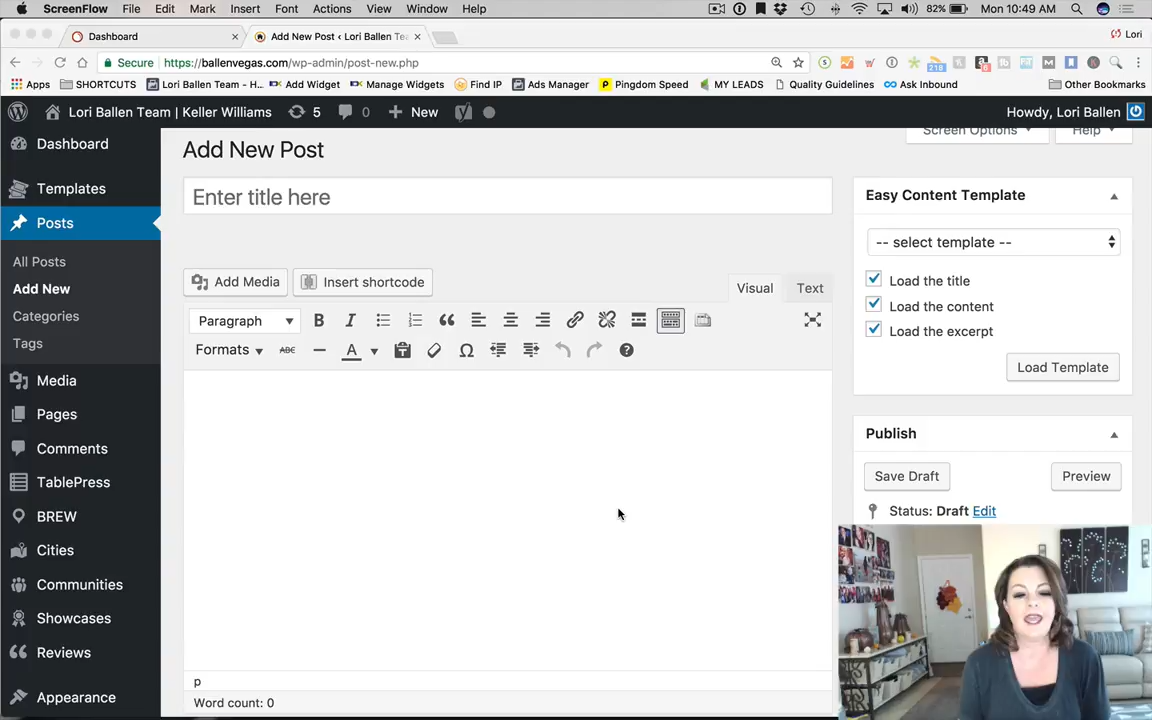 ScreenFlow File Edit Mark Insert Font Actions View Window Help 82% Mon 10:49 AM
Dashboard × Add New Post ‹ Lori Ballen Tea × Lori
Secure https://ballenvegas.com/wp-admin/post-new.php
Apps SHORTCUTS Lori Ballen Team - H... Add Widget Manage Widgets Find IP Ads Manager Pingdom Speed MY LEADS Quality Guidelines Ask Inbound Other Bookmarks
Lori Ballen Team | Keller Williams 5 0 + New Howdy, Lori Ballen
Screen Options Help
Dashboard
Templates
Posts
All Posts
Add New
Categories
Tags
Media
Pages
Comments
TablePress
BREW
Cities
Communities
Showcases
Reviews
Appearance
Add New Post
Enter title here
Add Media Insert shortcode Visual Text
Paragraph B I
Formats ABC A Ω ?
p
Word count: 0
Easy Content Template
-- select template --
Load the title
Load the content
Load the excerpt
Load Template
Publish
Save Draft Preview
Status: Draft Edit